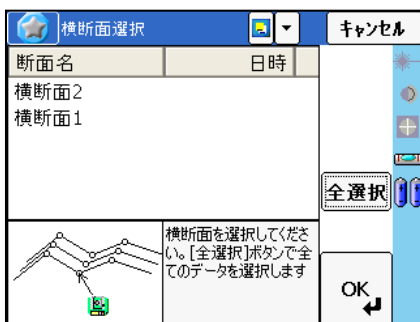 横断面選択
キャンセル
断面名 日時
横断面2
横断面1
全選択
横断面を選択してくださ
い。[全選択]ボタンで全
てのデータを選択します
OK